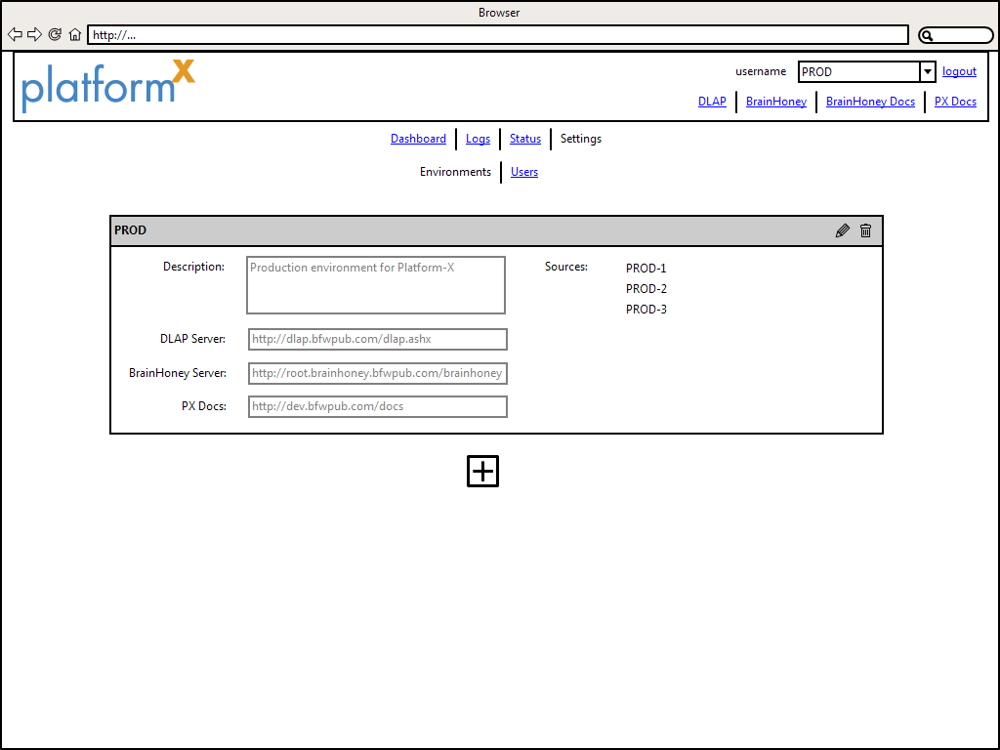 Browser
http://...
platformX
username PROD logout
DLAP BrainHoney BrainHoney Docs PX Docs
Dashboard Logs Status Settings
Environments Users
PROD
Description: Production environment for Platform-X
Sources: PROD-1
PROD-2
PROD-3
DLAP Server: http://dlap.bfwpub.com/dlap.ashx
BrainHoney Server: http://root.brainhoney.bfwpub.com/brainhoney
PX Docs: http://dev.bfwpub.com/docs